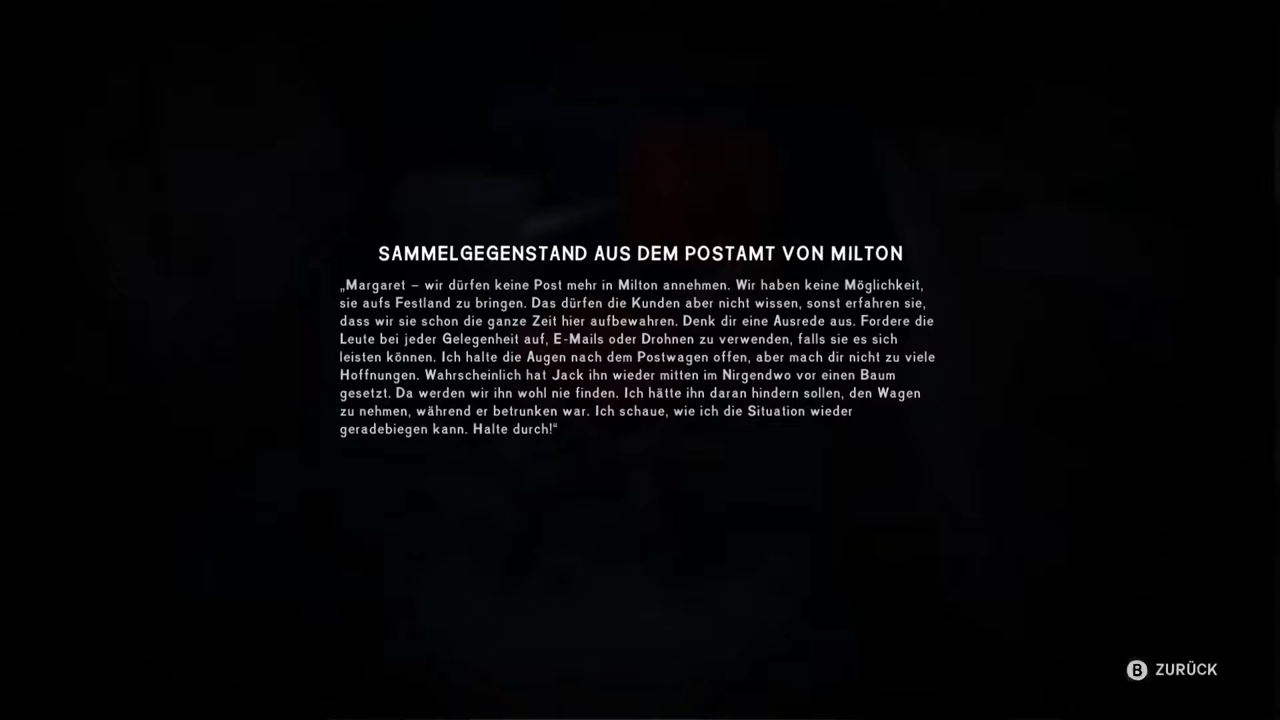 SAMMELGEGENSTAND AUS DEM POSTAMT VON MILTON
„Margaret – wir dürfen keine Post mehr in Milton annehmen. Wir haben keine Möglichkeit,
sie aufs Festland zu bringen. Das dürfen die Kunden aber nicht wissen, sonst erfahren sie,
dass wir sie schon die ganze Zeit hier aufbewahren. Denk dir eine Ausrede aus. Fordere die
Leute bei jeder Gelegenheit auf, E-Mails oder Drohnen zu verwenden, falls sie es sich
leisten können. Ich halte die Augen nach dem Postwagen offen, aber mach dir nicht zu viele
Hoffnungen. Wahrscheinlich hat Jack ihn wieder mitten im Nirgendwo vor einen Baum
gesetzt. Da werden wir ihn wohl nie finden. Ich hätte ihn daran hindern sollen, den Wagen
zu nehmen, während er betrunken war. Ich schaue, wie ich die Situation wieder
geradebiegen kann. Halte durch!“
B ZURÜCK